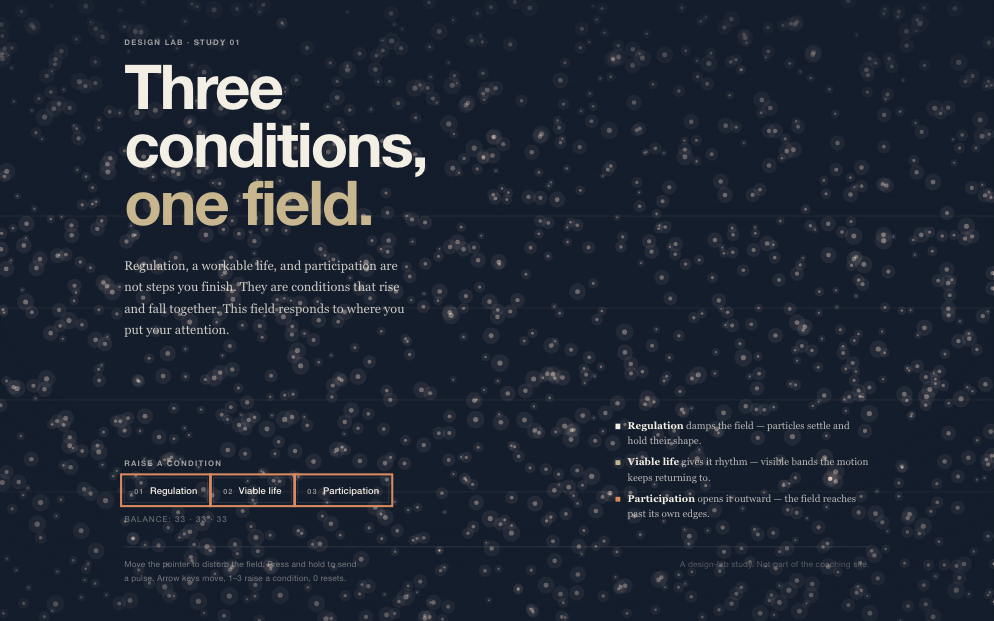 DESIGN LAB · STUDY 01
Three
conditions,
one field.
Regulation, a workable life, and participation are
not steps you finish. They are conditions that rise
and fall together. This field responds to where you
put your attention.
RAISE A CONDITION
01 Regulation 02 Viable life 03 Participation
BALANCE: 33 · 33 · 33
Regulation damps the field — particles settle and
hold their shape.
Viable life gives it rhythm — visible bands the motion
keeps returning to.
Participation opens it outward — the field reaches
past its own edges.
Move the pointer to disturb the field. Press and hold to send
a pulse. Arrow keys move, 1–3 raise a condition, 0 resets.
A design-lab study. Not part of the coaching site.